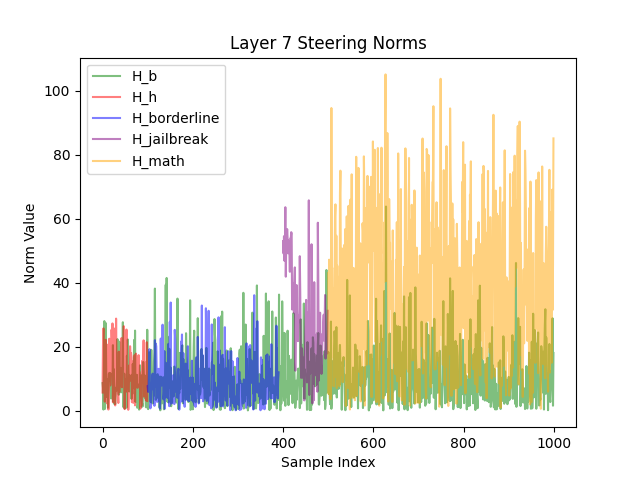 Layer 7 Steering Norms
H_b
H_h
H_borderline
H_jailbreak
H_math
Norm Value
100
80
60
40
20
0
0 200 400 600 800 1000
Sample Index